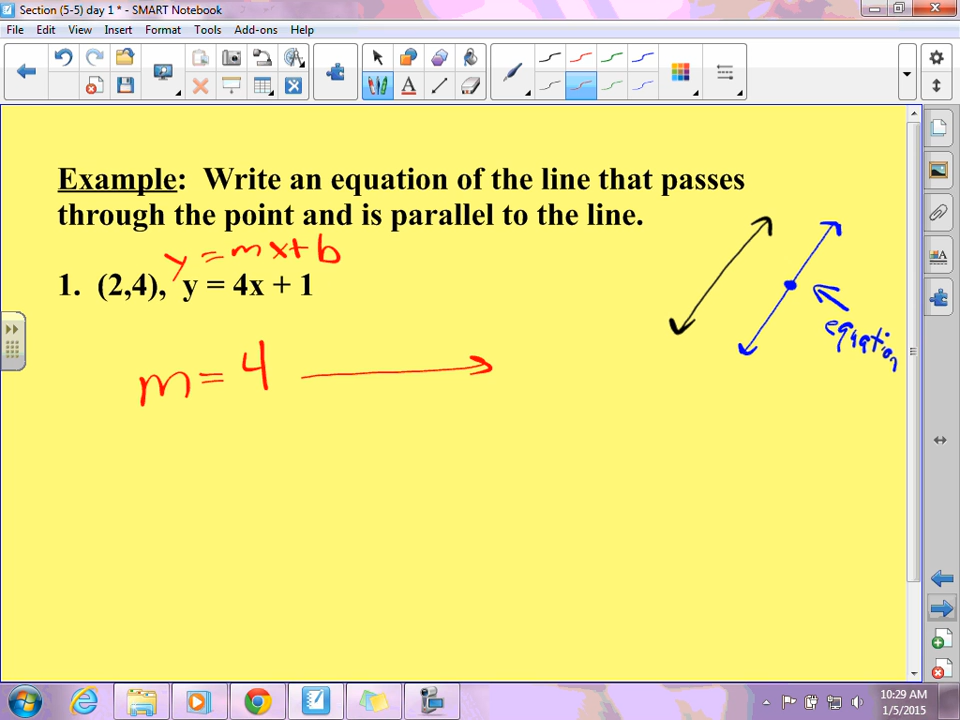 Section (5-5) day 1 * - SMART Notebook
File Edit View Insert Format Tools Add-ons Help
Example: Write an equation of the line that passes
through the point and is parallel to the line.
y = mx+b
1. (2,4), y = 4x + 1
equation
m = 4
10:29 AM
1/5/2015